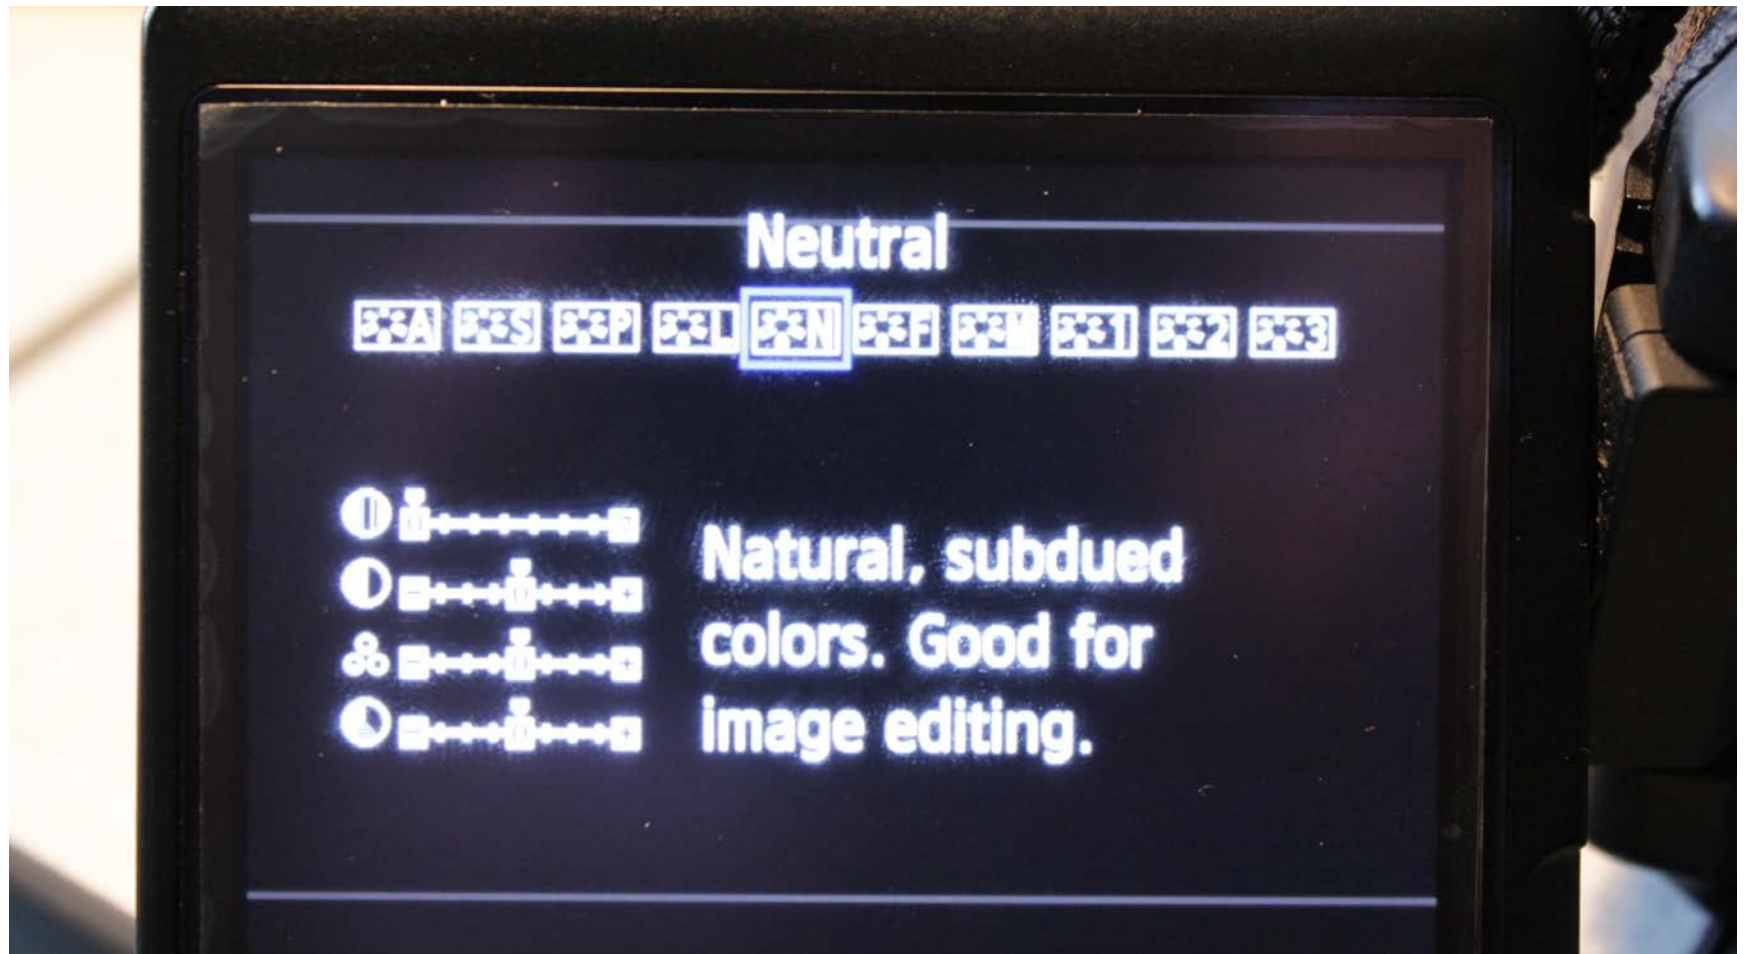 Neutral
A S P L N F M 1 2 3
Natural, subdued
colors. Good for
image editing.